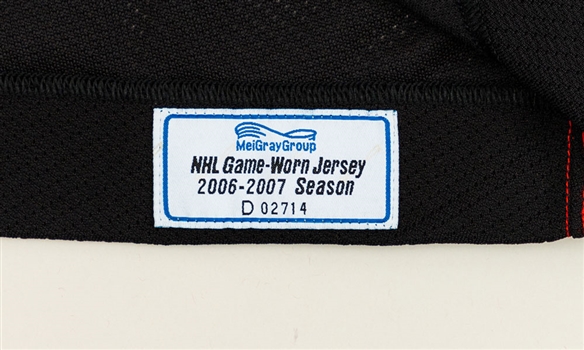 MeiGrayGroup
NHL Game-Worn Jersey
2006-2007 Season
D 02714